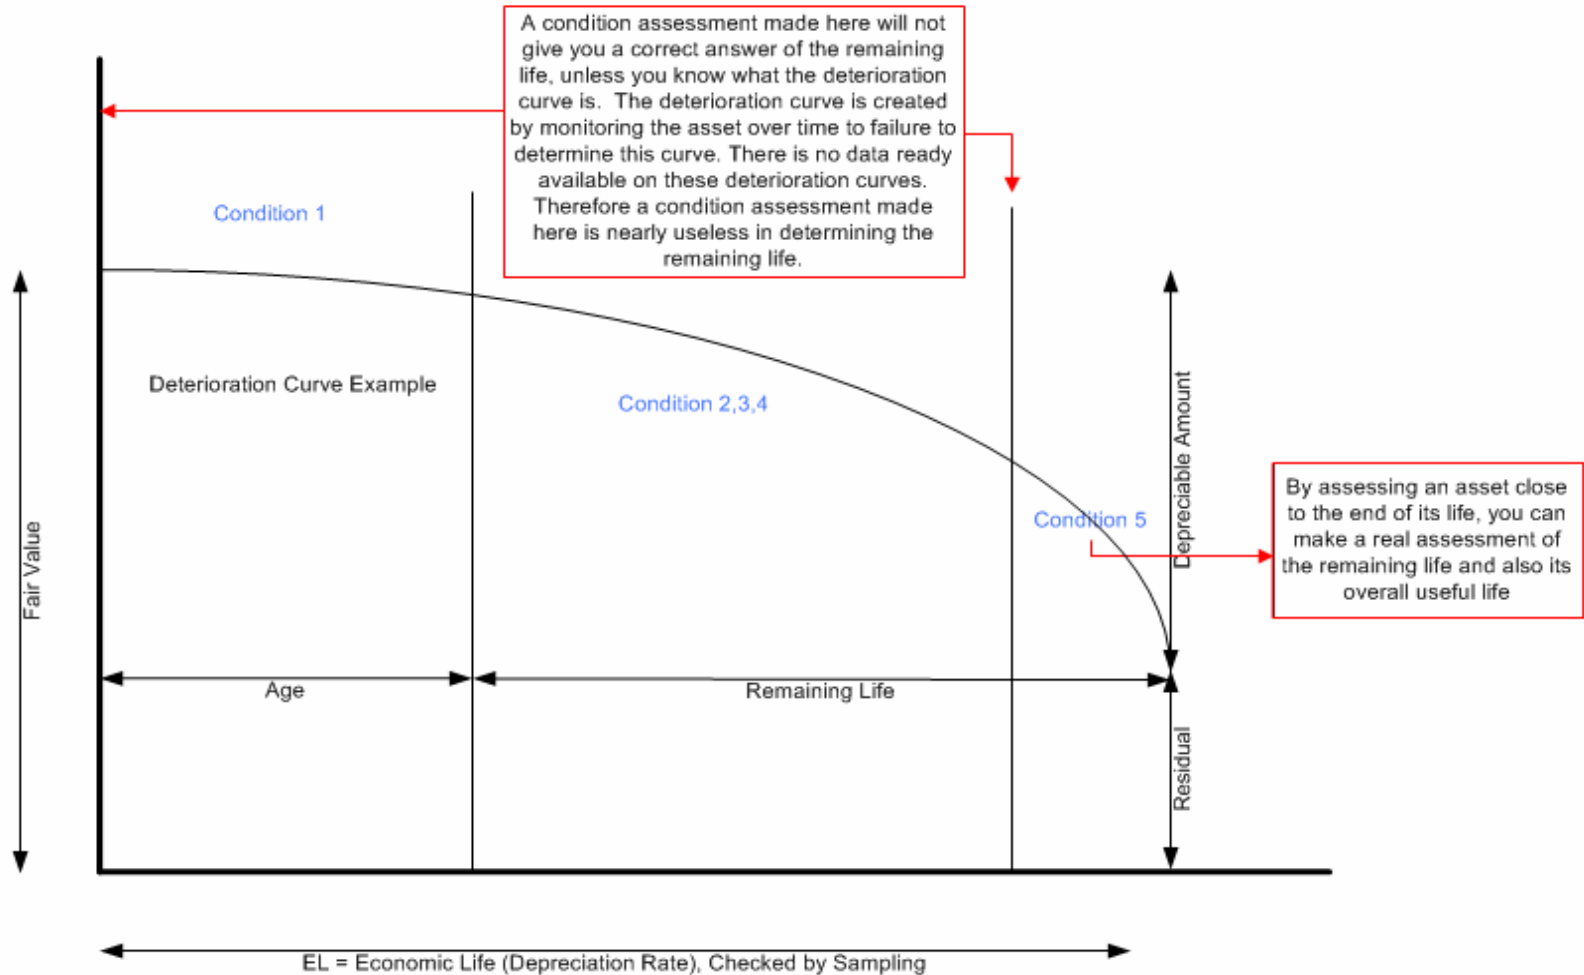 A condition assessment made here will not
give you a correct answer of the remaining
life, unless you know what the deterioration
curve is.  The deterioration curve is created
by monitoring the asset over time to failure to
determine this curve. There is no data ready
available on these deterioration curves.
Therefore a condition assessment made
here is nearly useless in determining the
remaining life.
Condition 1
Deterioration Curve Example
Condition 2,3,4
Condition 5
Depreciable Amount
By assessing an asset close
to the end of its life, you can
make a real assessment of
the remaining life and also its
overall useful life
Fair Value
Age
Remaining Life
Residual
EL = Economic Life (Depreciation Rate), Checked by Sampling